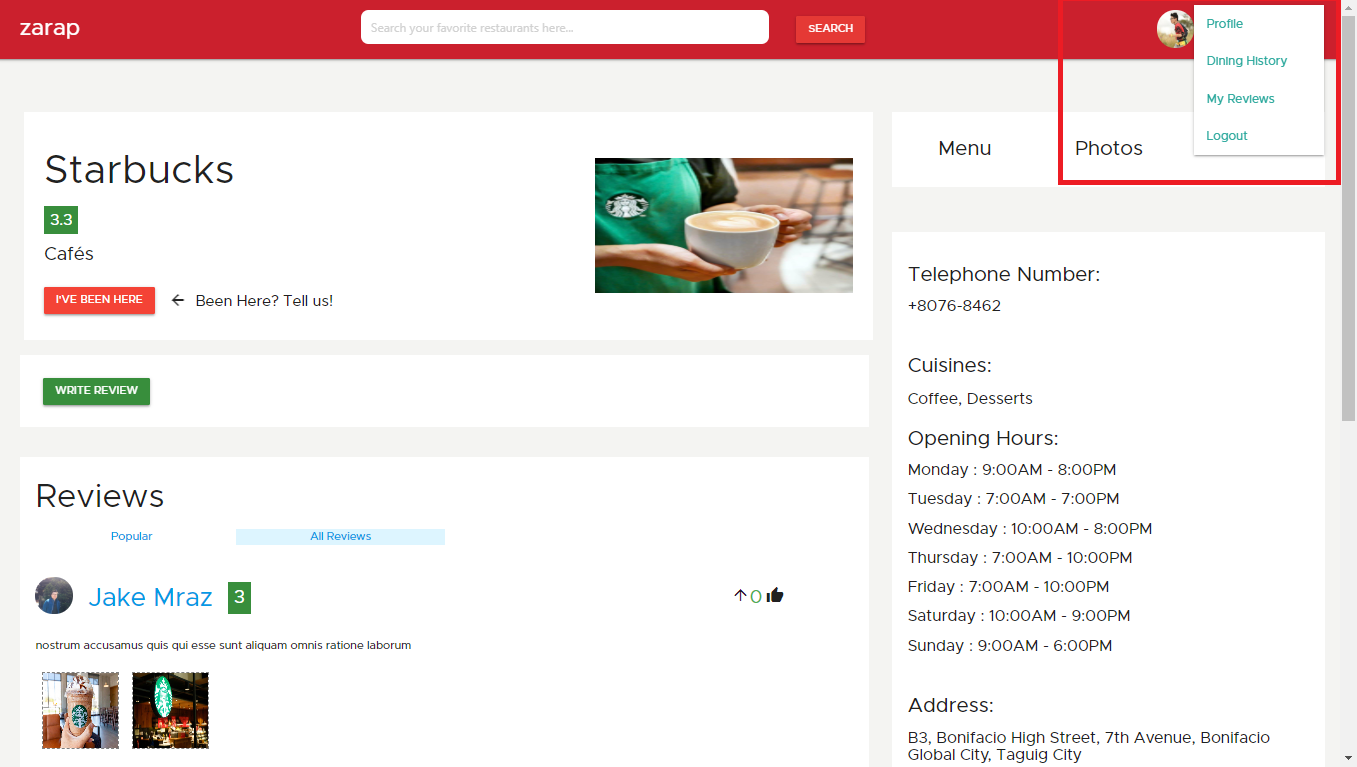 zarap
Search your favorite restaurants here...
SEARCH
Profile
Dining History
My Reviews
Logout
Starbucks
3.3
Cafés
I'VE BEEN HERE
Been Here? Tell us!
WRITE REVIEW
Reviews
Popular
All Reviews
Jake Mraz
3
0
nostrum accusamus quis qui esse sunt aliquam omnis ratione laborum
Menu
Photos
Telephone Number:
+8076-8462
Cuisines:
Coffee, Desserts
Opening Hours:
Monday : 9:00AM - 8:00PM
Tuesday : 7:00AM - 7:00PM
Wednesday : 10:00AM - 8:00PM
Thursday : 7:00AM - 10:00PM
Friday : 7:00AM - 10:00PM
Saturday : 10:00AM - 9:00PM
Sunday : 9:00AM - 6:00PM
Address:
B3, Bonifacio High Street, 7th Avenue, Bonifacio
Global City, Taguig City